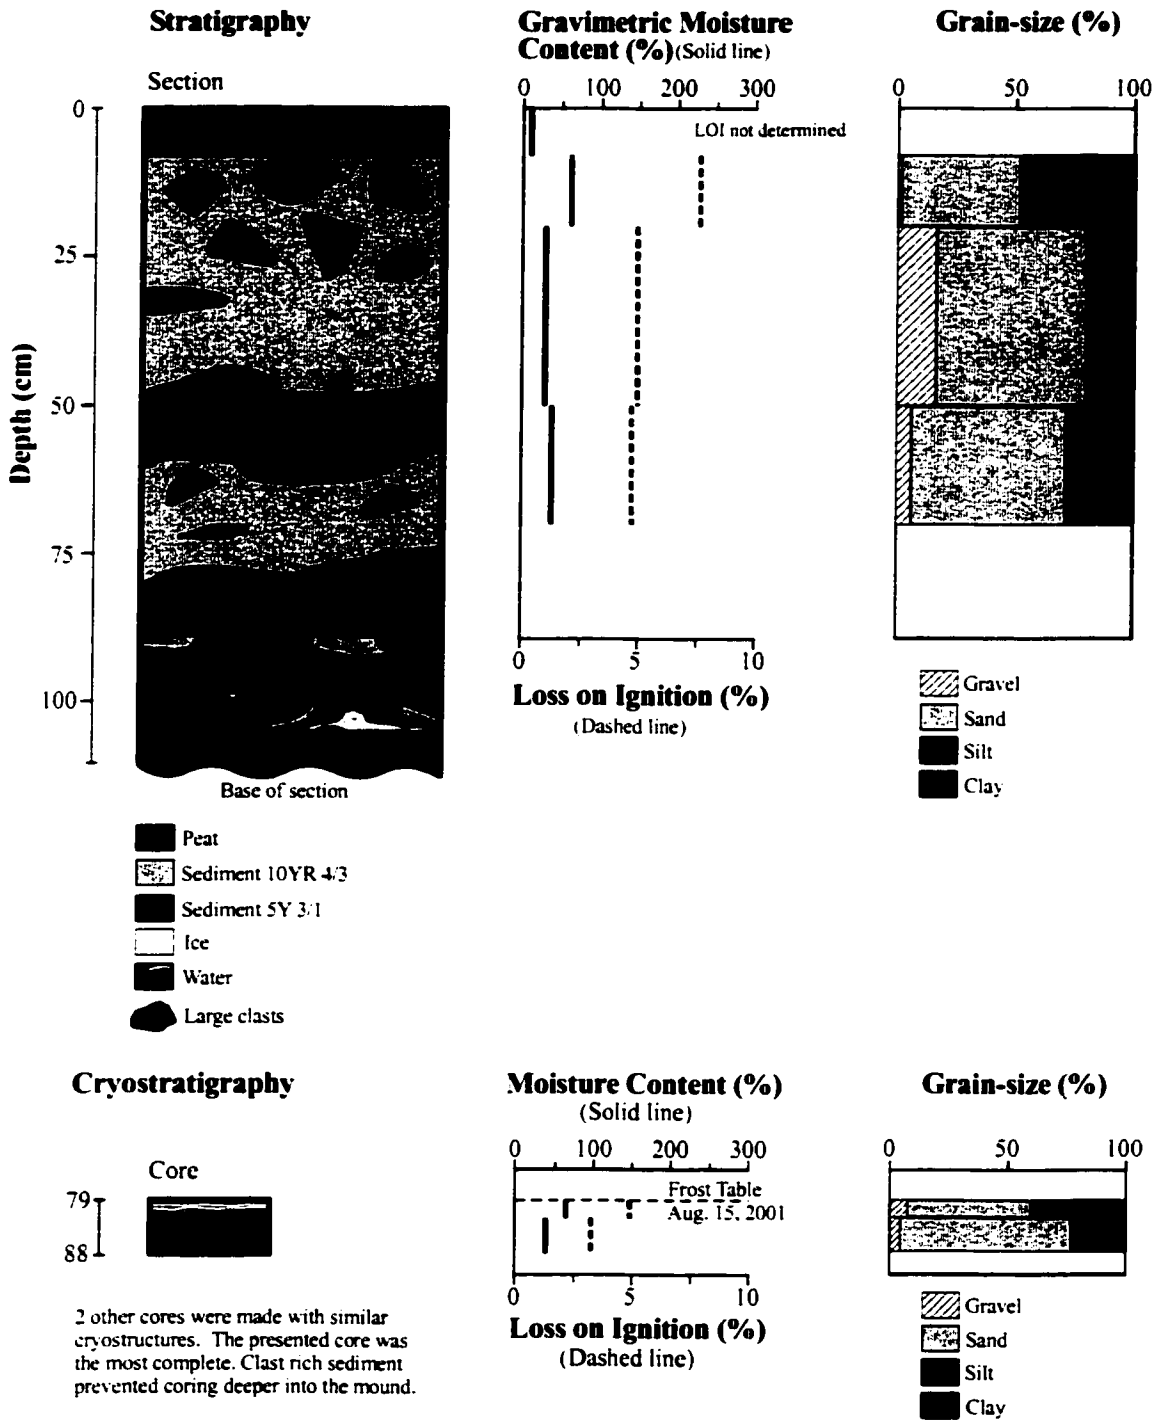 Stratigraphy
Section
0
25
50
75
100
Depth (cm)
Base of section
Peat
Sediment 10YR 4/3
Sediment 5Y 3/1
Ice
Water
Large clasts
Gravimetric Moisture
Content (%) (Solid line)
0 100 200 300
LOI not determined
0 5 10
Loss on Ignition (%)
(Dashed line)
Grain-size (%)
0 50 100
Gravel
Sand
Silt
Clay
Cryostratigraphy
Core
79
88
2 other cores were made with similar
cryostructures. The presented core was
the most complete. Clast rich sediment
prevented coring deeper into the mound.
Moisture Content (%)
(Solid line)
0 100 200 300
Frost Table
Aug. 15, 2001
0 5 10
Loss on Ignition (%)
(Dashed line)
Grain-size (%)
0 50 100
Gravel
Sand
Silt
Clay